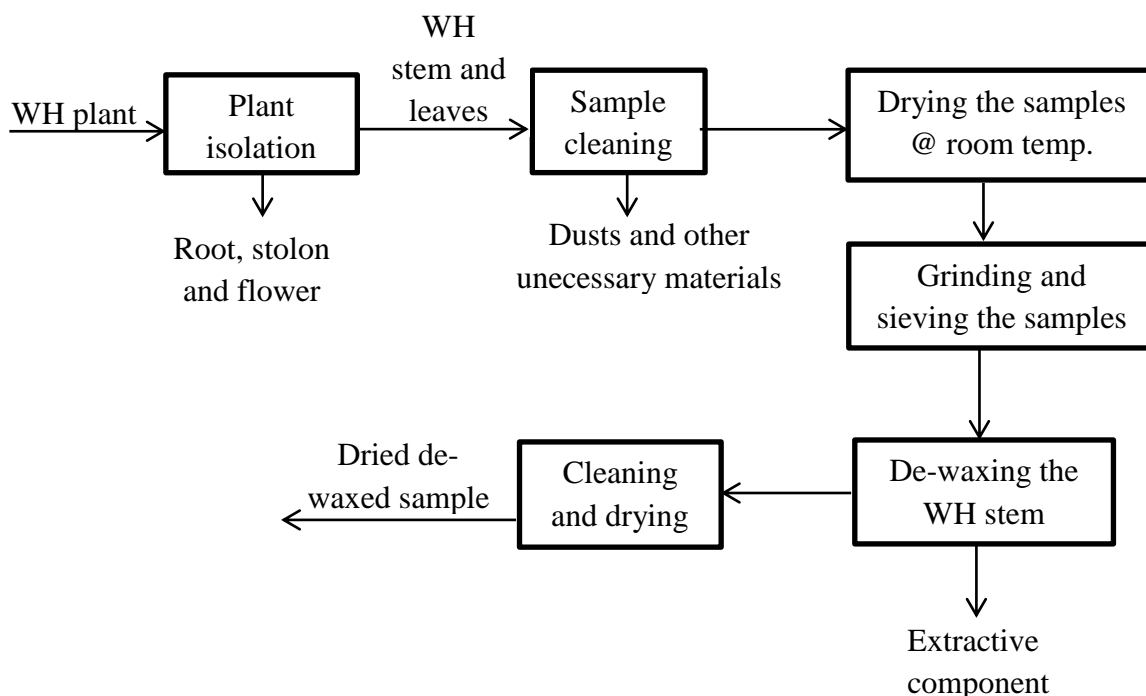 WH plant
Plant
isolation
WH
stem and
leaves
Sample
cleaning
Drying the samples
@ room temp.
Root, stolon
and flower
Dusts and other
unecessary materials
Grinding and
sieving the samples
De-waxing the
WH stem
Cleaning
and drying
Dried de-
waxed sample
Extractive
component